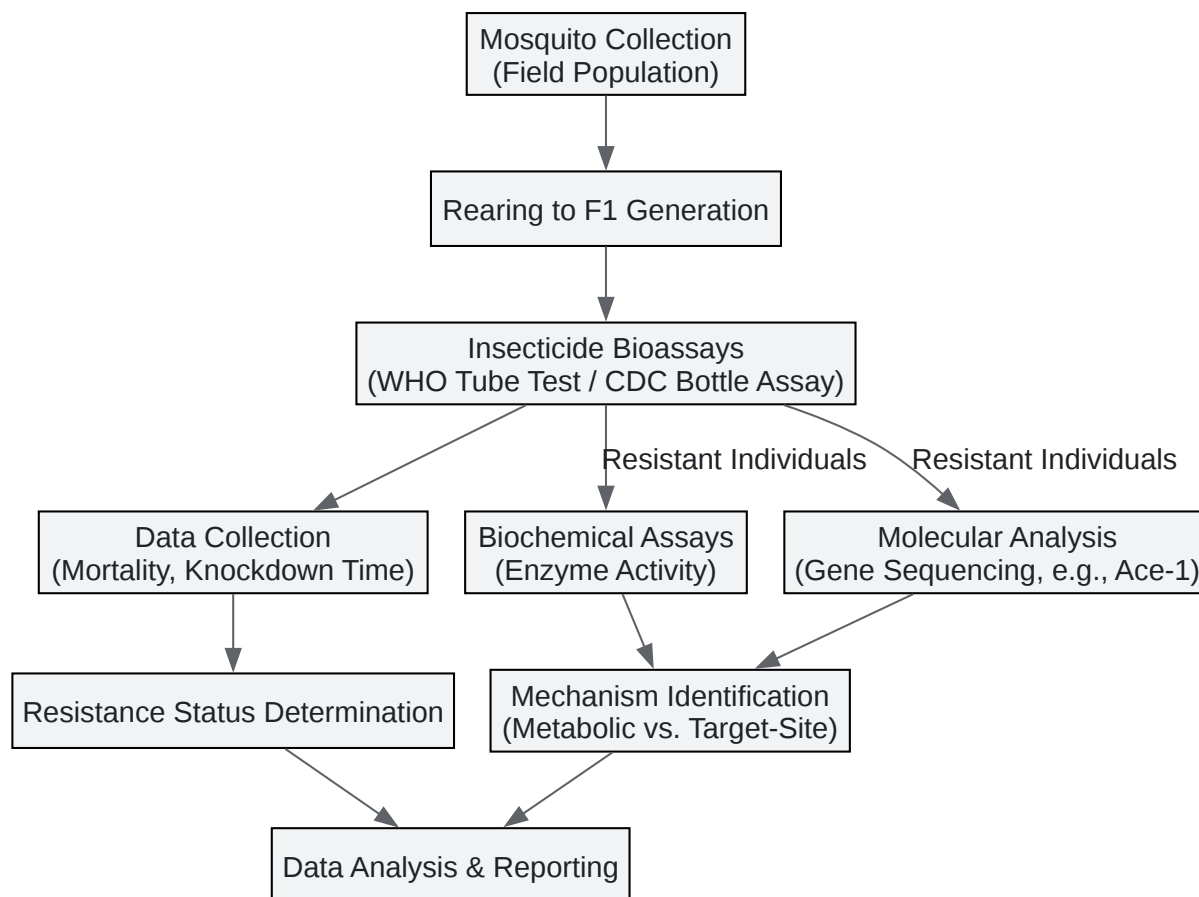 Mosquito Collection
(Field Population)
Rearing to F1 Generation
Insecticide Bioassays
(WHO Tube Test / CDC Bottle Assay)
Resistant Individuals
Resistant Individuals
Data Collection
(Mortality, Knockdown Time)
Biochemical Assays
(Enzyme Activity)
Molecular Analysis
(Gene Sequencing, e.g., Ace-1)
Resistance Status Determination
Mechanism Identification
(Metabolic vs. Target-Site)
Data Analysis & Reporting